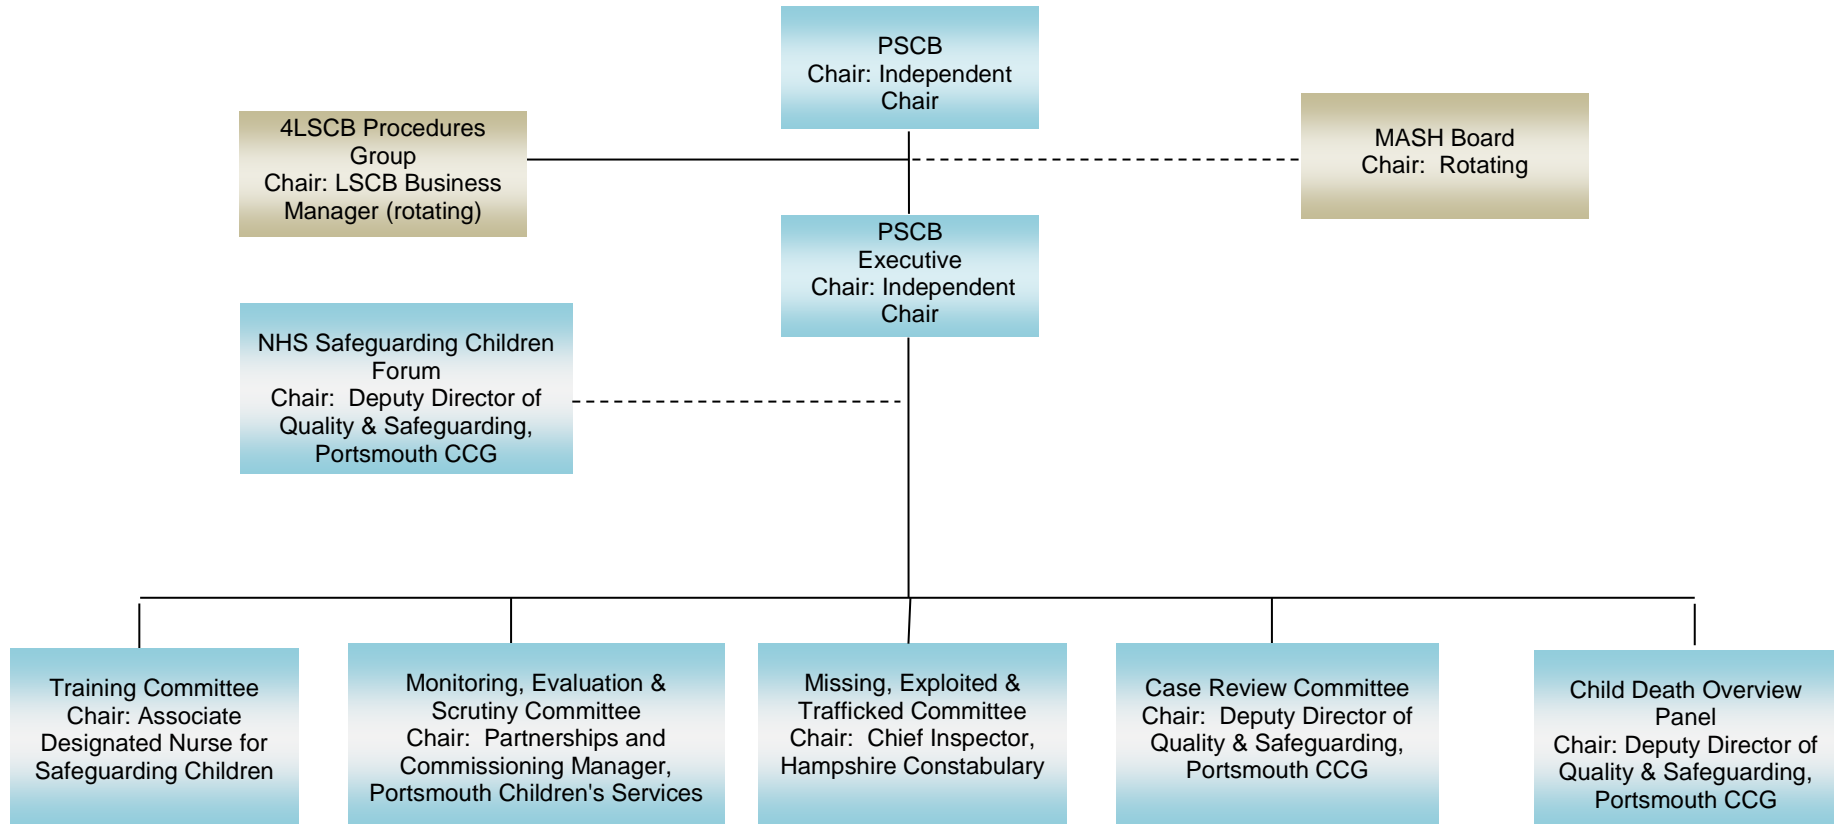 PSCB
Chair: Independent
Chair
4LSCB Procedures
Group
Chair: LSCB Business
Manager (rotating)
MASH Board
Chair:  Rotating
PSCB
Executive
Chair: Independent
Chair
NHS Safeguarding Children
Forum
Chair:  Deputy Director of
Quality & Safeguarding,
Portsmouth CCG
Training Committee
Chair: Associate
Designated Nurse for
Safeguarding Children
Monitoring, Evaluation &
Scrutiny Committee
Chair:  Partnerships and
Commissioning Manager,
Portsmouth Children's Services
Missing, Exploited &
Trafficked Committee
Chair:  Chief Inspector,
Hampshire Constabulary
Case Review Committee
Chair:  Deputy Director of
Quality & Safeguarding,
Portsmouth CCG
Child Death Overview
Panel
Chair: Deputy Director of
Quality & Safeguarding,
Portsmouth CCG